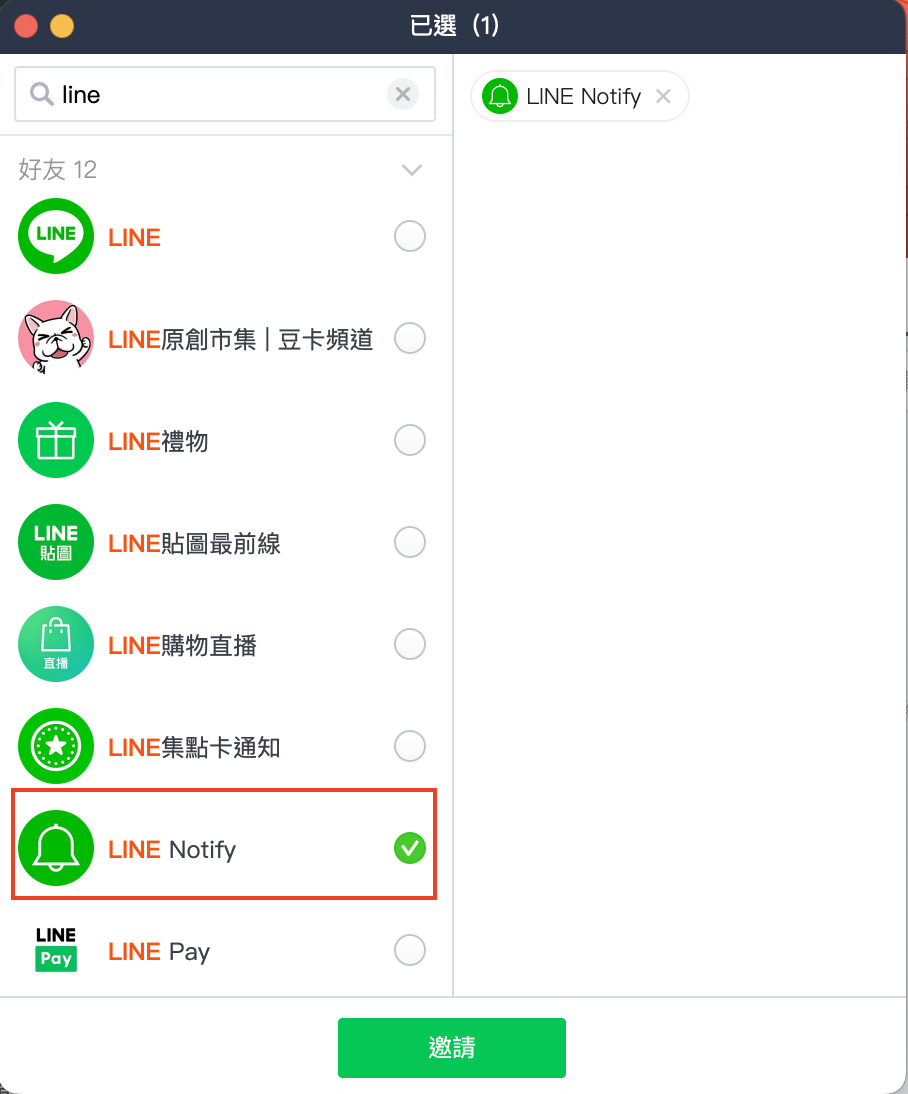 已選（1）
line
LINE Notify
好友 12
LINE
LINE
LINE原創市集｜豆卡頻道
LINE禮物
LINE
貼圖
LINE貼圖最前線
直播
LINE購物直播
LINE集點卡通知
LINE Notify
LINE
Pay
LINE Pay
邀請